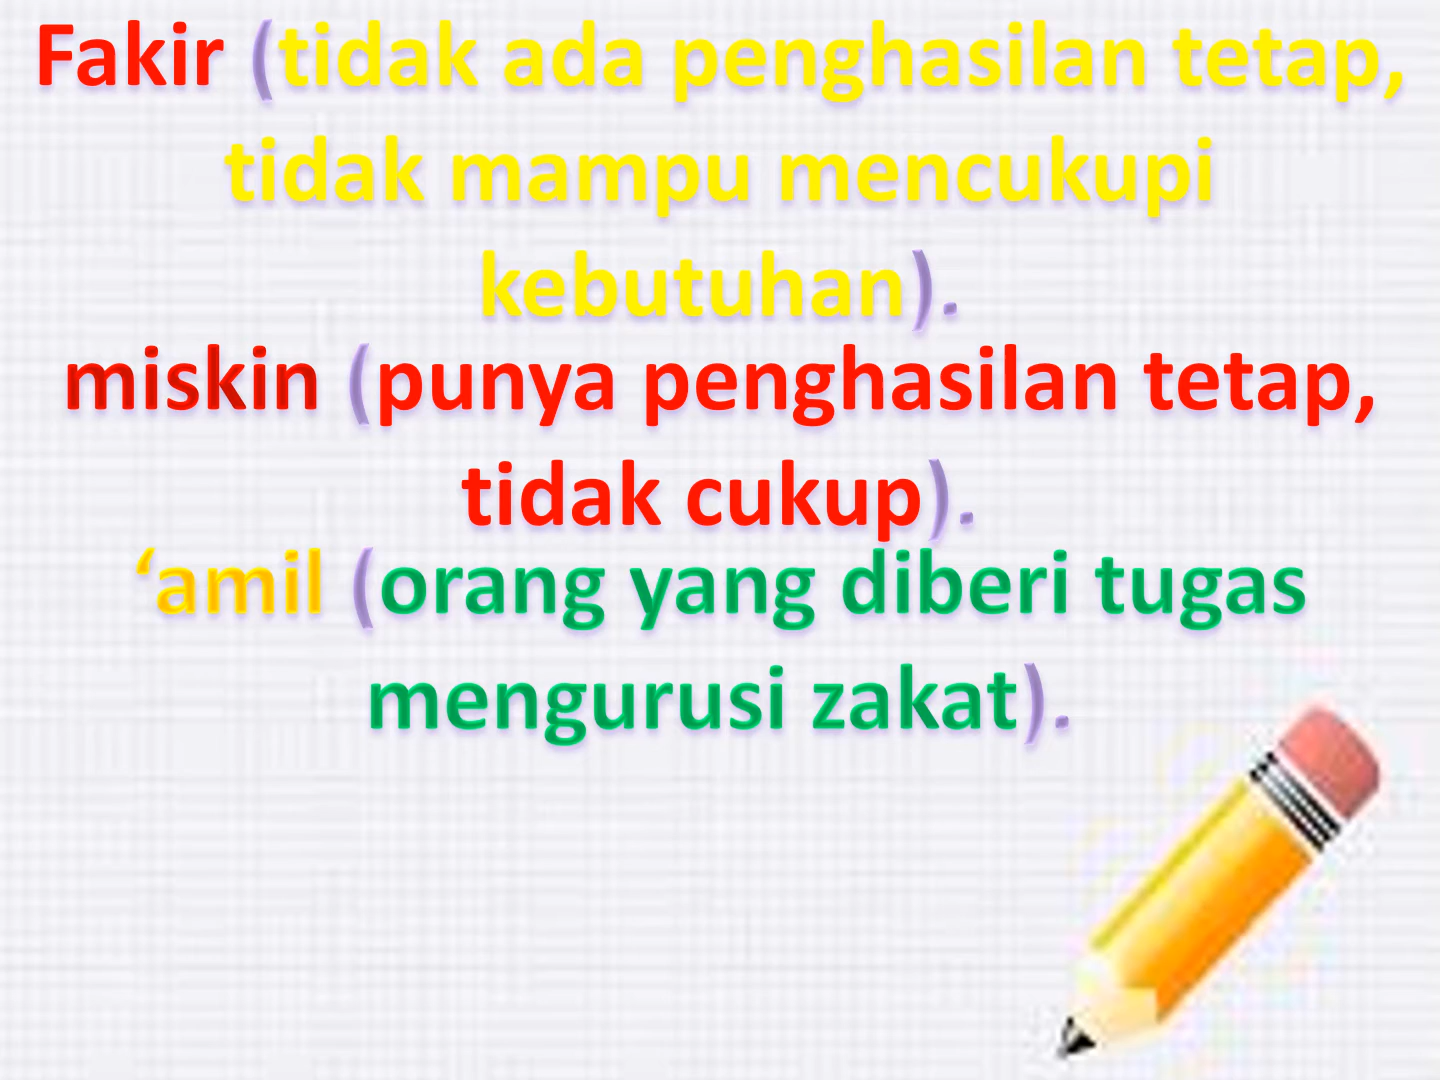 Fakir (tidak ada penghasilan tetap,
tidak mampu mencukupi
kebutuhan).
miskin (punya penghasilan tetap,
tidak cukup).
‘amil (orang yang diberi tugas
mengurusi zakat).